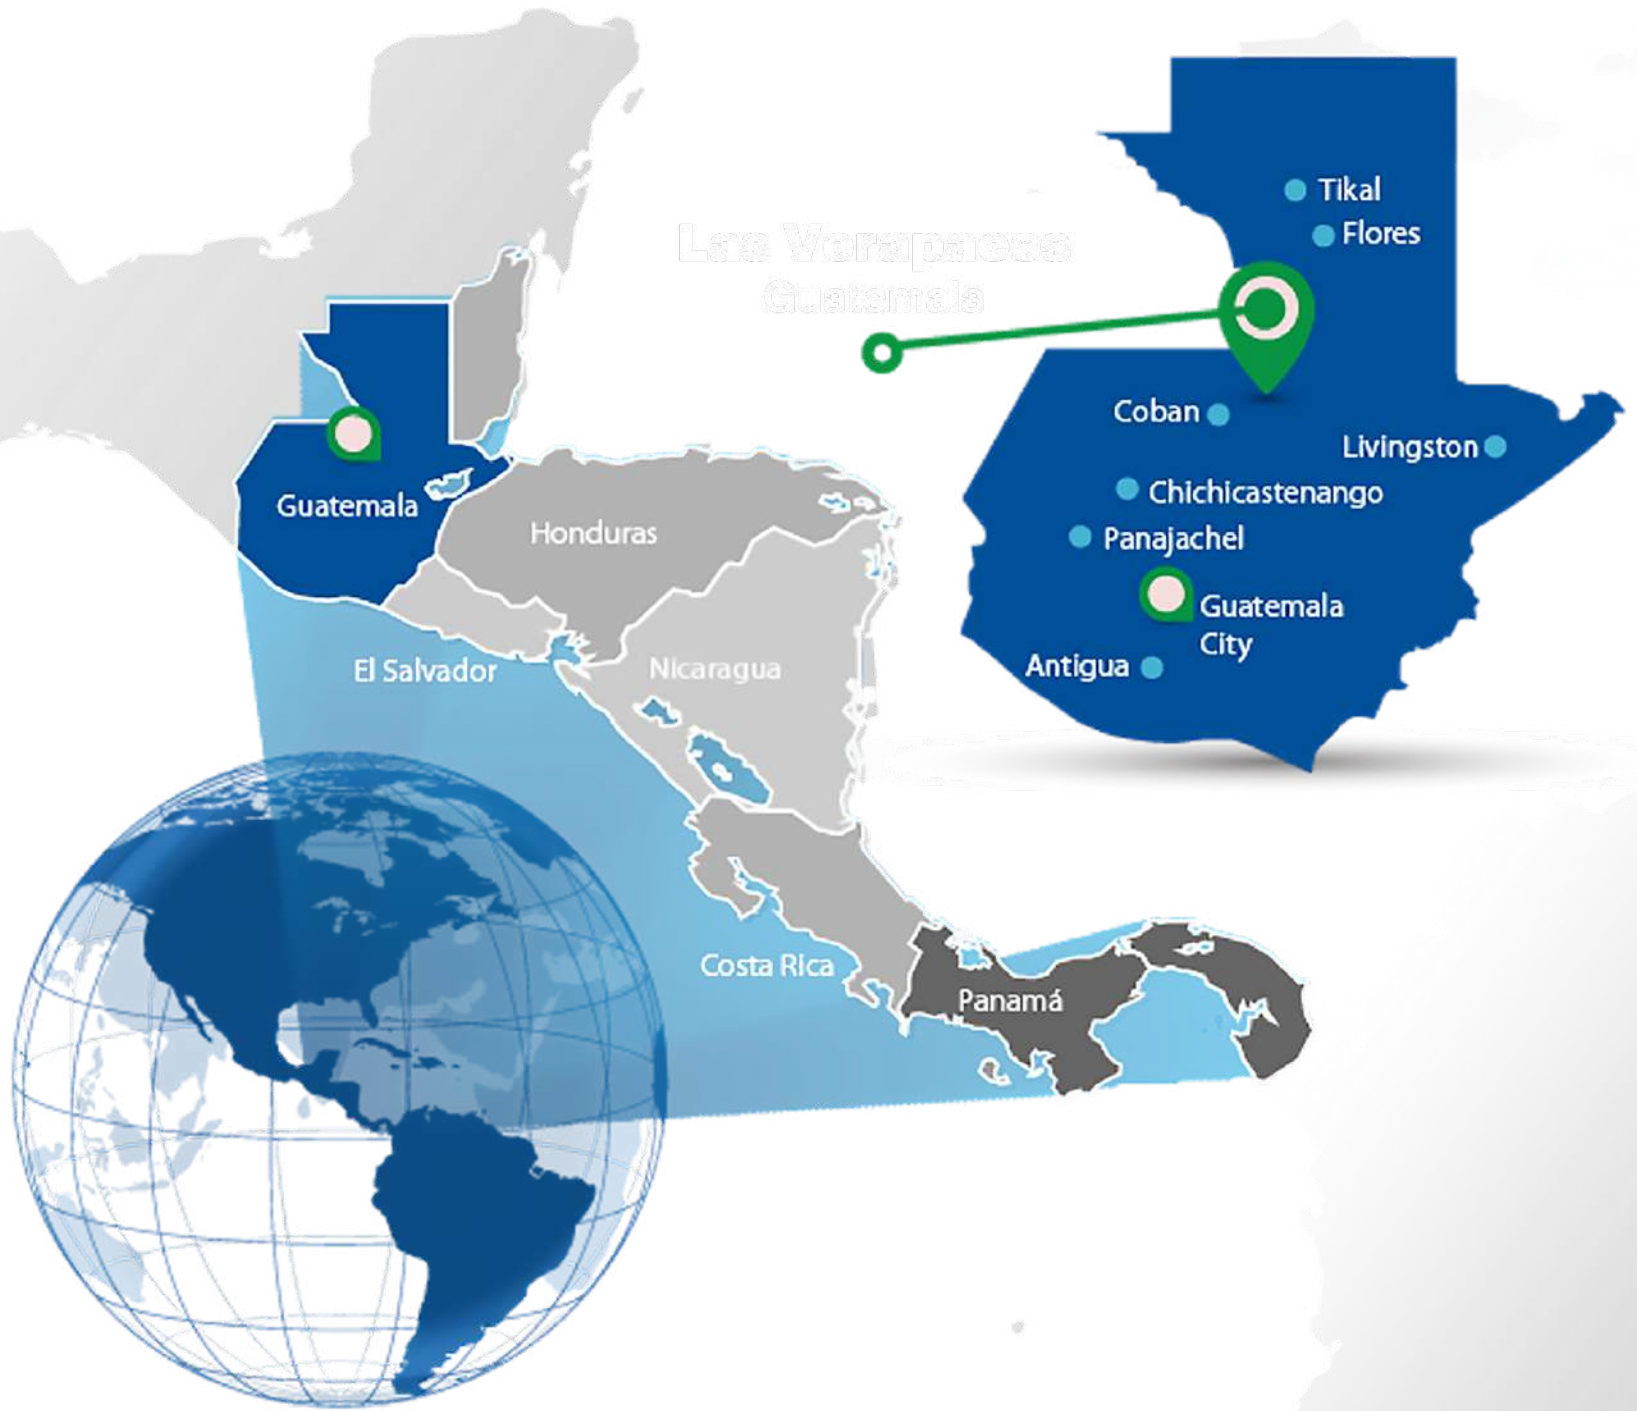 Las Verapaces
Guatemala
Tikal
Flores
Coban
Livingston
Chichicastenango
Panajachel
Guatemala
City
Antigua
Guatemala
Honduras
El Salvador
Nicaragua
Costa Rica
Panamá